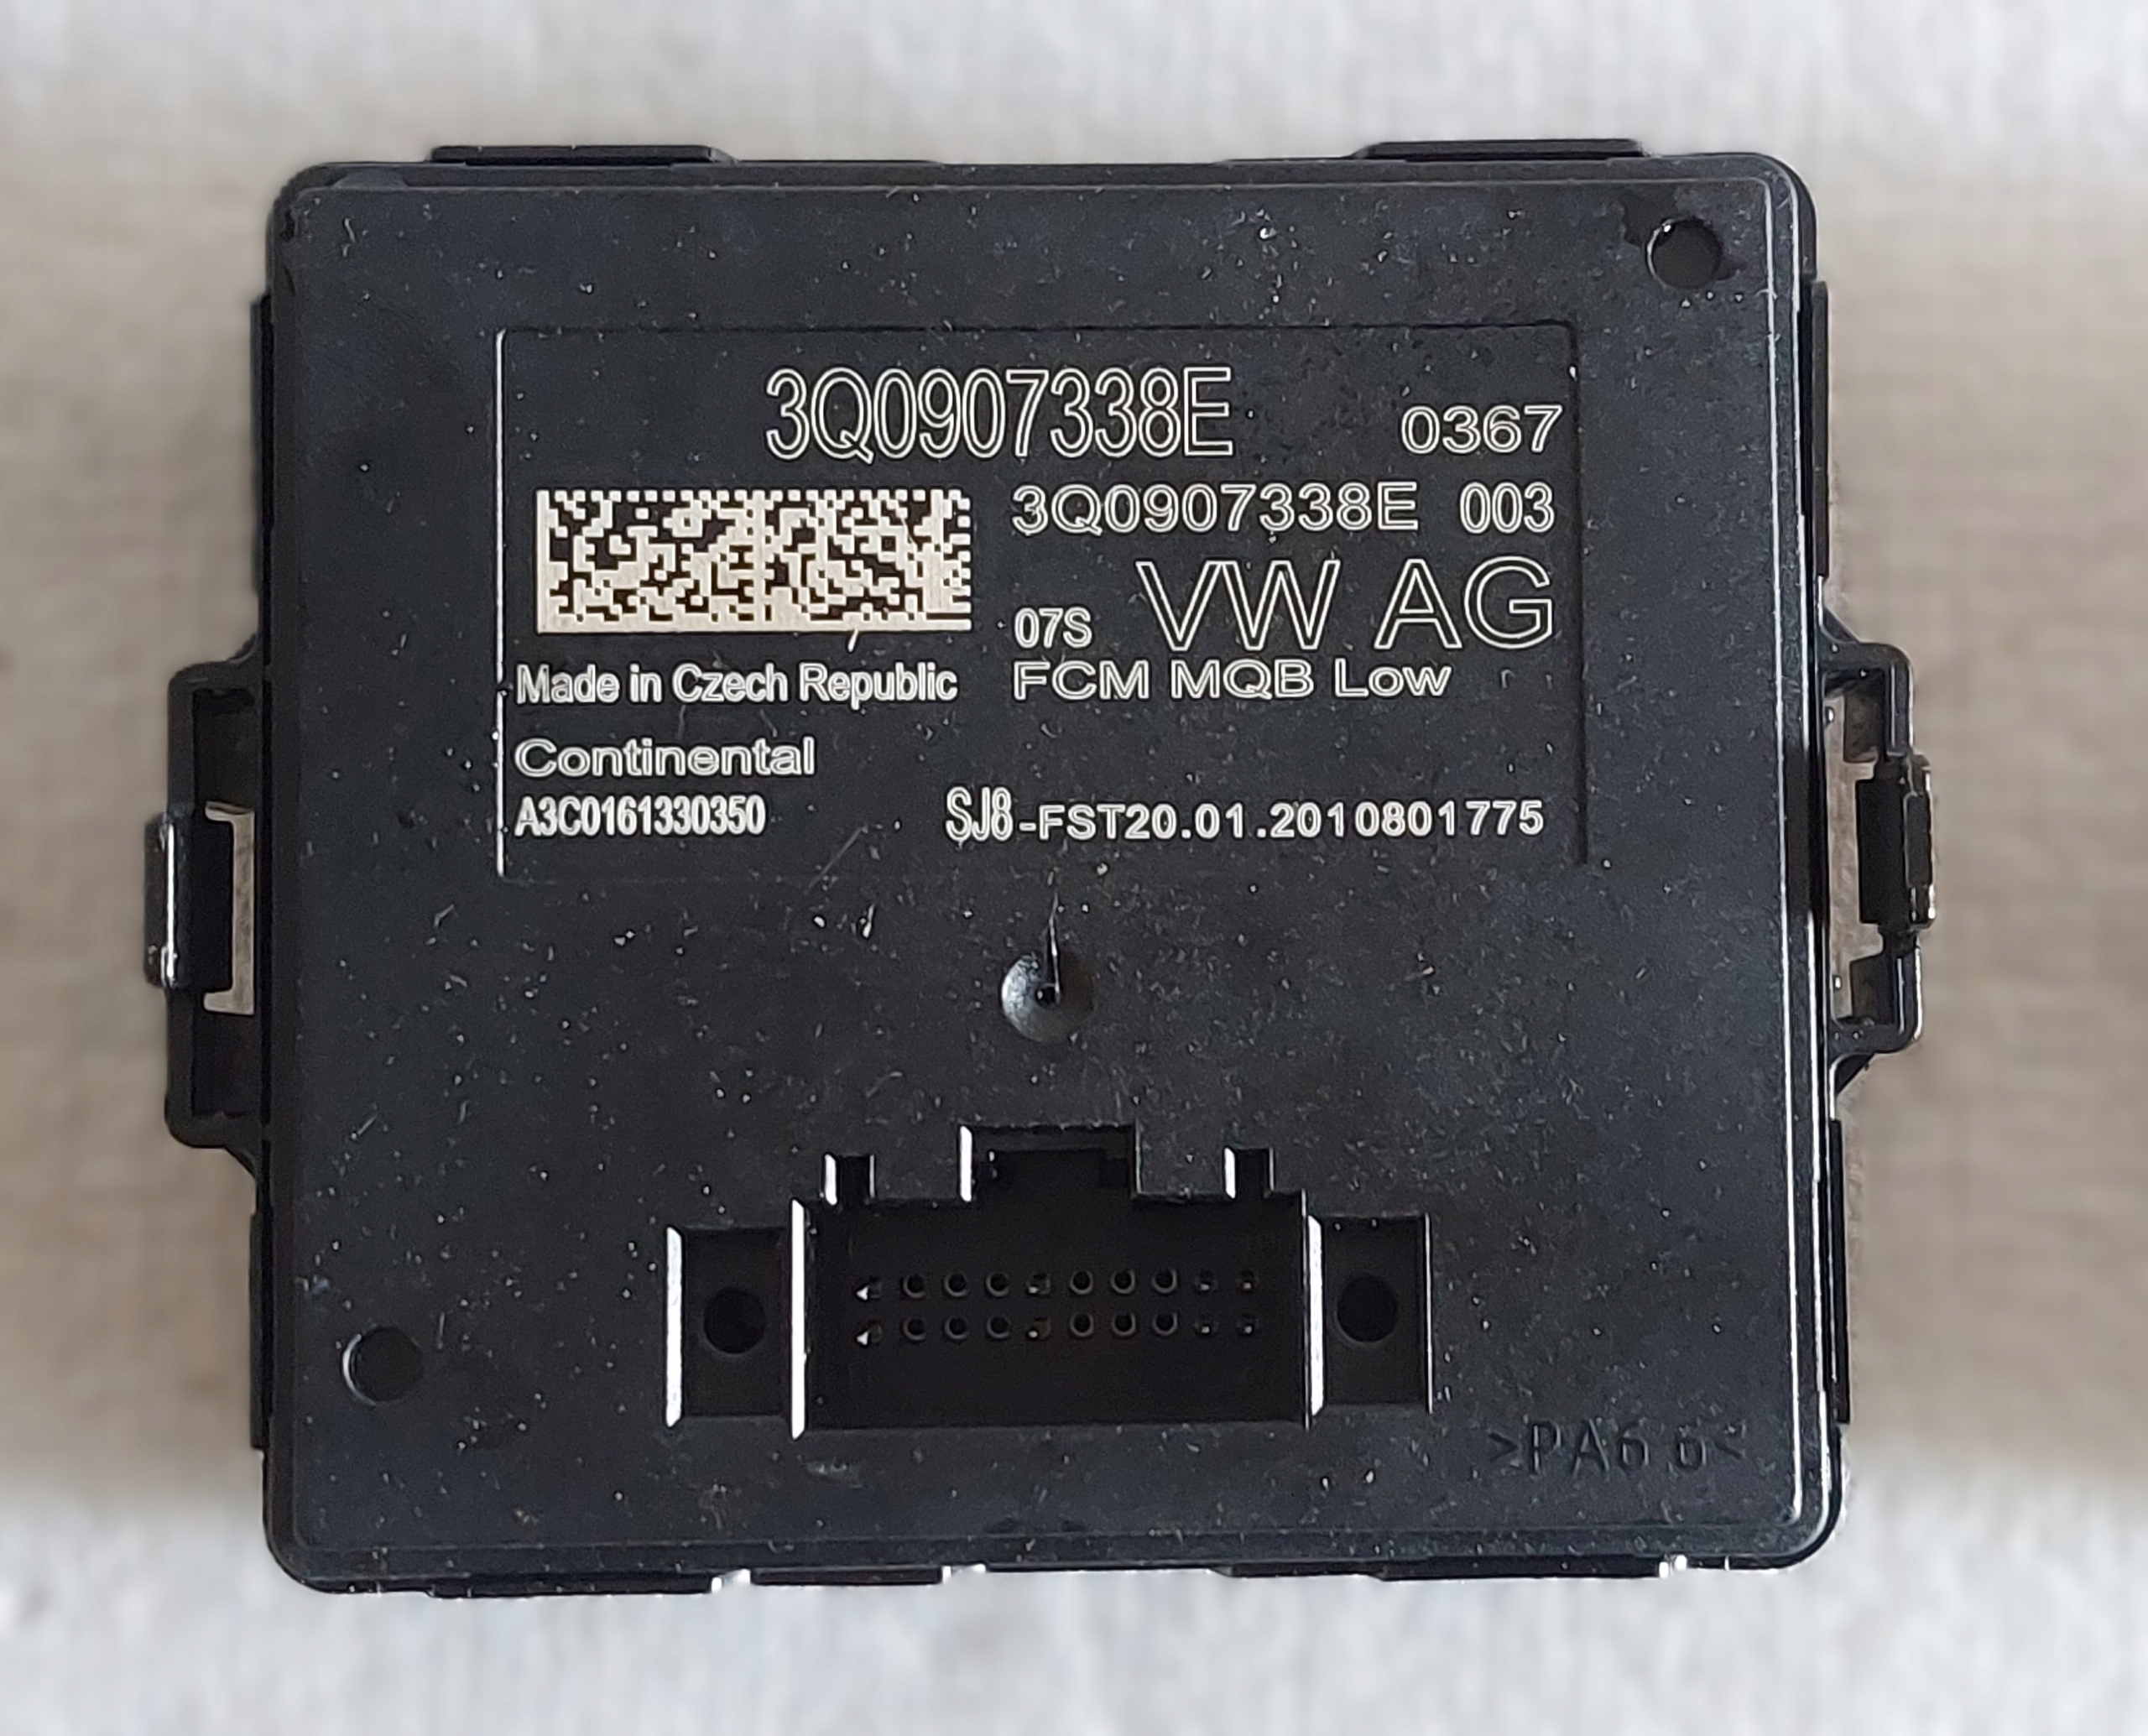 3Q0907338E 0367
3Q0907338E 003
07S VW AG
Made in Czech Republic FCM MQB Low
Continental
A3C0161330350 SJ8-FST20.01.2010801775
>PA6 6<